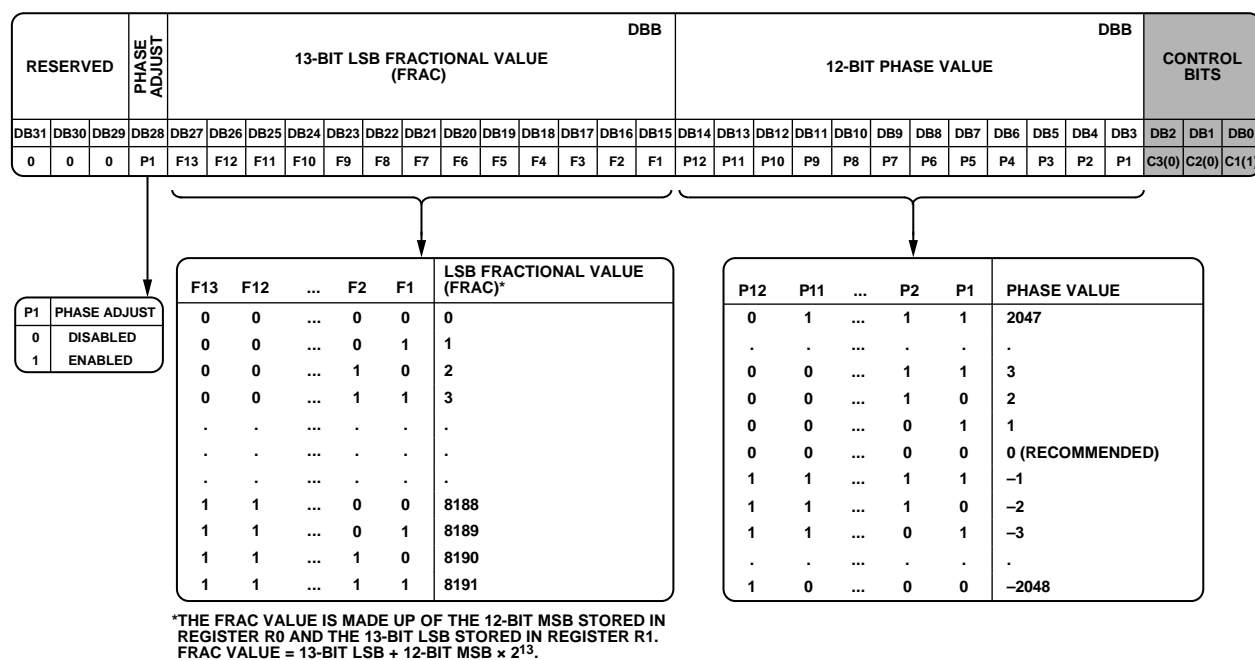 RESERVED
PHASE
ADJUST
DBB
13-BIT LSB FRACTIONAL VALUE
(FRAC)
DBB
12-BIT PHASE VALUE
CONTROL
BITS
DB31 DB30 DB29 DB28 DB27 DB26 DB25 DB24 DB23 DB22 DB21 DB20 DB19 DB18 DB17 DB16 DB15 DB14 DB13 DB12 DB11 DB10 DB9 DB8 DB7 DB6 DB5 DB4 DB3 DB2 DB1 DB0
0 0 0 P1 F13 F12 F11 F10 F9 F8 F7 F6 F5 F4 F3 F2 F1 P12 P11 P10 P9 P8 P7 P6 P5 P4 P3 P2 P1 C3(0) C2(0) C1(1)
P1 PHASE ADJUST
0 DISABLED
1 ENABLED
F13 F12 ... F2 F1 LSB FRACTIONAL VALUE
(FRAC)*
0 0 ... 0 0 0
0 0 ... 0 1 1
0 0 ... 1 0 2
0 0 ... 1 1 3
. . ... . . .
. . ... . . .
. . ... . . .
1 1 ... 0 0 8188
1 1 ... 0 1 8189
1 1 ... 1 0 8190
1 1 ... 1 1 8191
*THE FRAC VALUE IS MADE UP OF THE 12-BIT MSB STORED IN
REGISTER R0 AND THE 13-BIT LSB STORED IN REGISTER R1.
FRAC VALUE = 13-BIT LSB + 12-BIT MSB × 2¹³.
P12 P11 ... P2 P1 PHASE VALUE
0 1 ... 1 1 2047
. . ... . . .
0 0 ... 1 1 3
0 0 ... 1 0 2
0 0 ... 0 1 1
0 0 ... 0 0 0 (RECOMMENDED)
1 1 ... 1 1 –1
1 1 ... 1 0 –2
1 1 ... 0 1 –3
. . ... . . .
1 0 ... 0 0 –2048